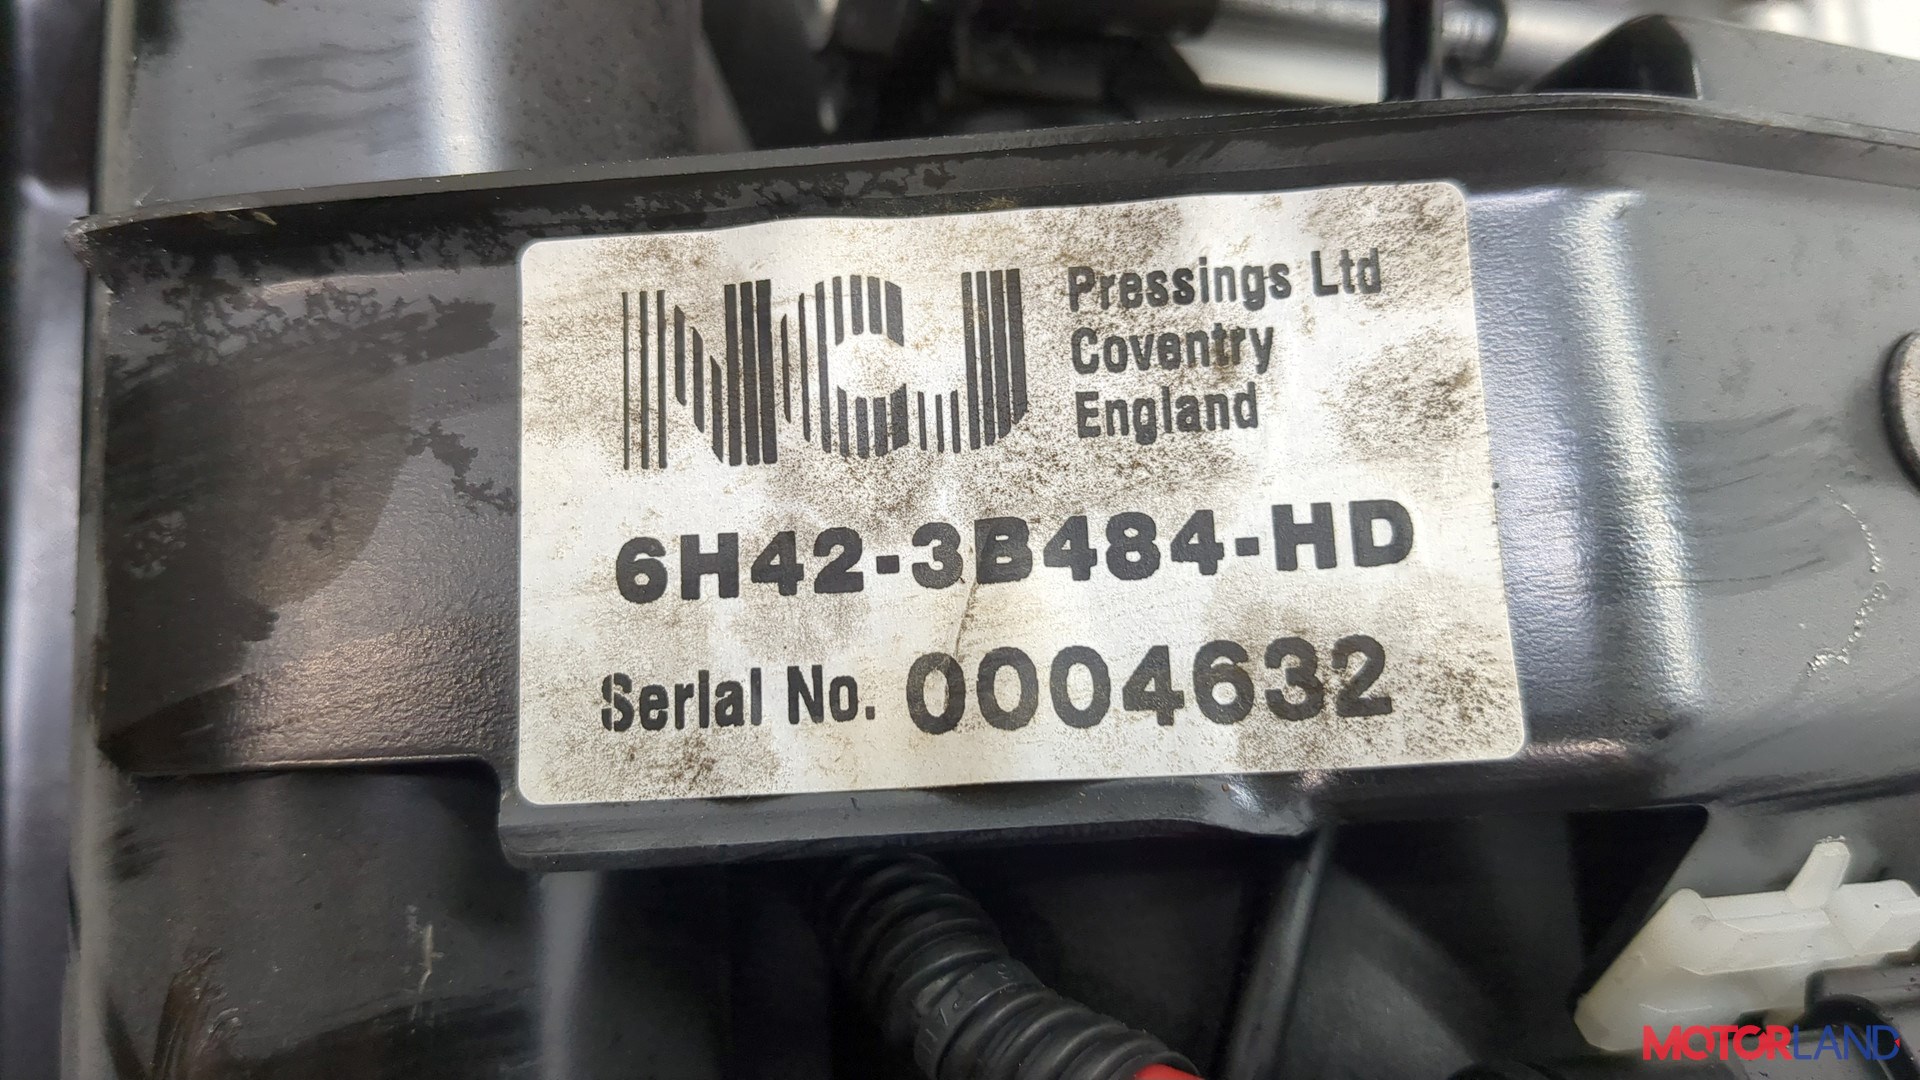 NCJ
Pressings Ltd
Coventry
England
6H42-3B484-HD
Serial No. 0004632
MOTORLAND